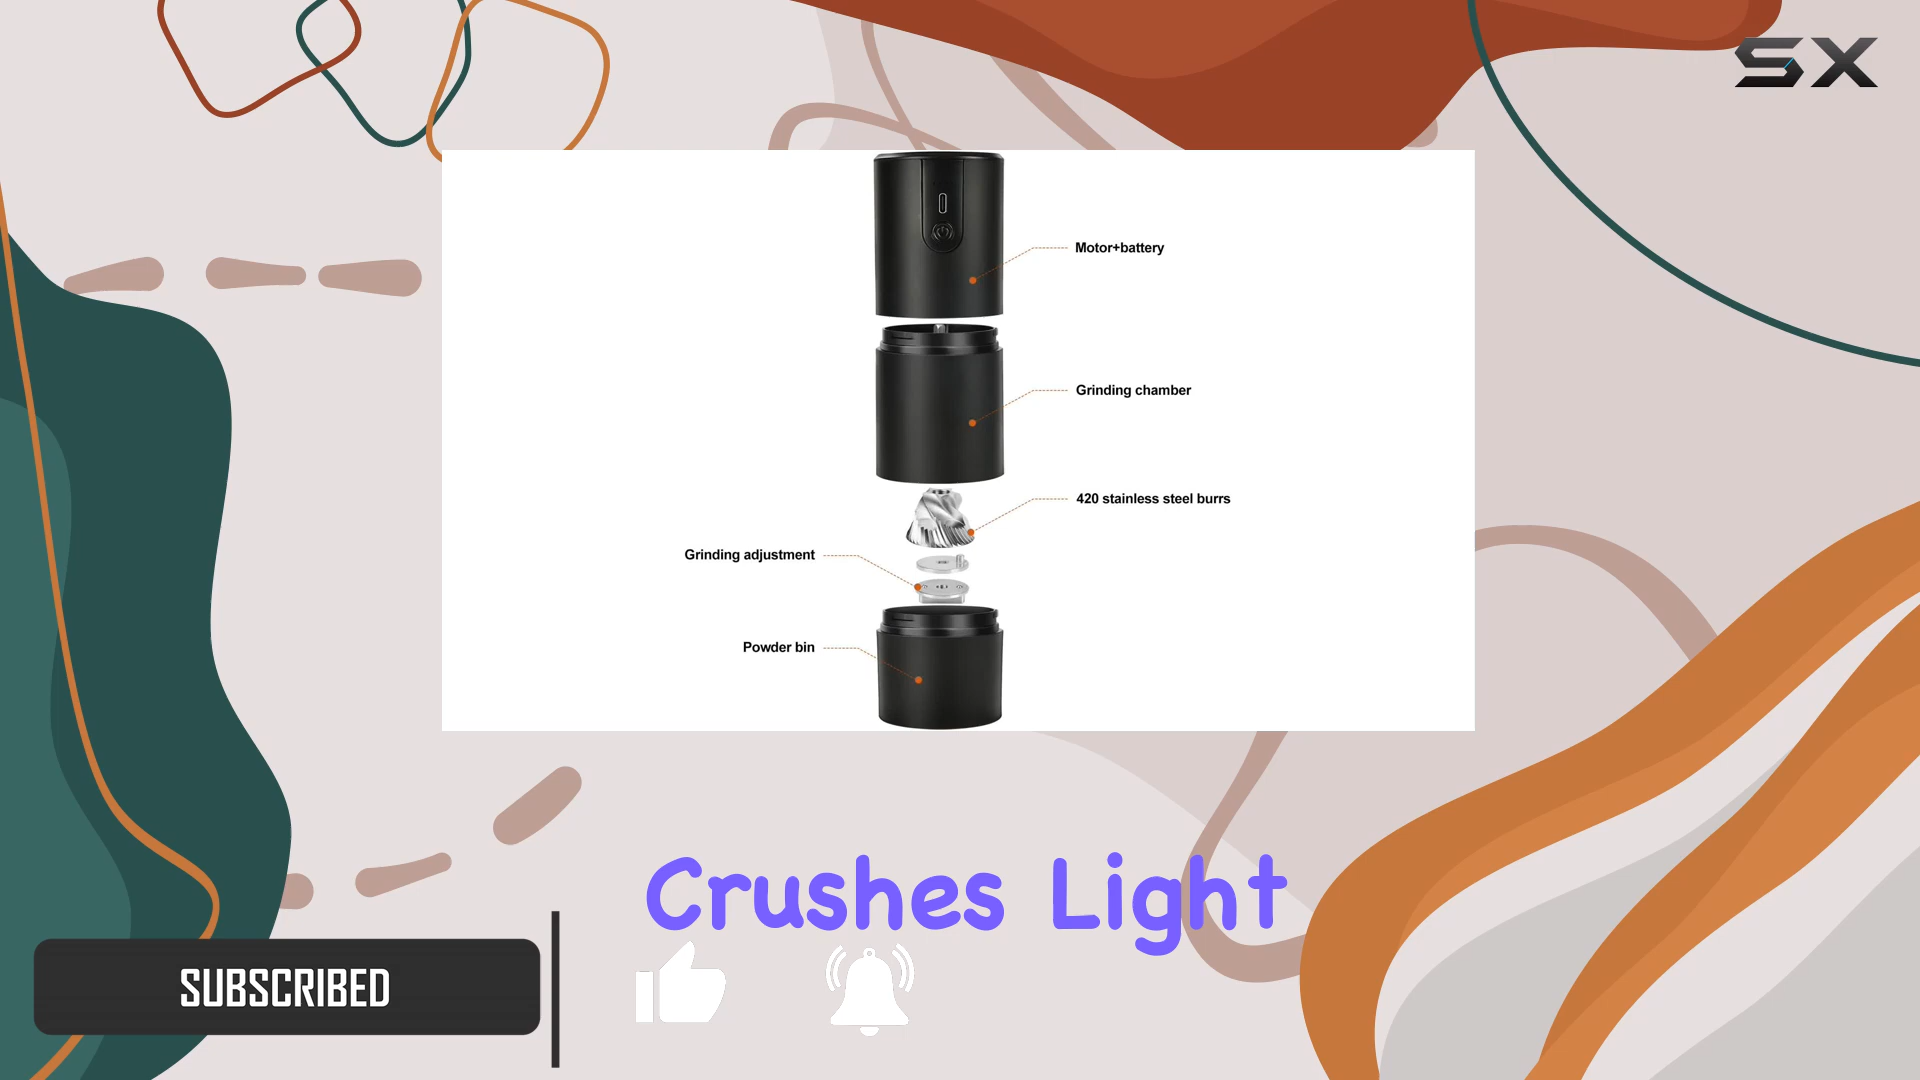 SX
Motor+battery
Grinding chamber
420 stainless steel burrs
Grinding adjustment
Powder bin
Crushes Light
SUBSCRIBED